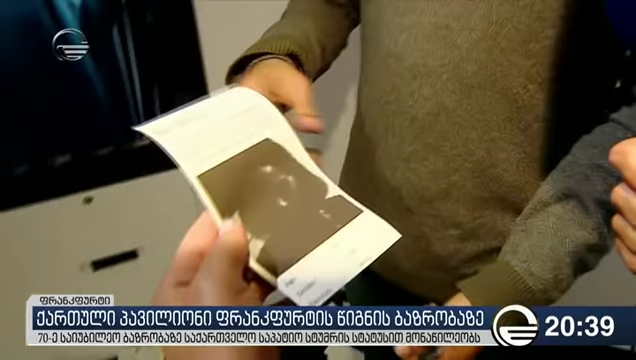 ფრანკფურტი
ქართული პავილიონი ფრანკფურტის წიგნის ბაზრობაზე
70-ე საიუბილეო ბაზრობაზე საქართველო საპატიო სტუმრის სტატუსით მონაწილეობს
20:39